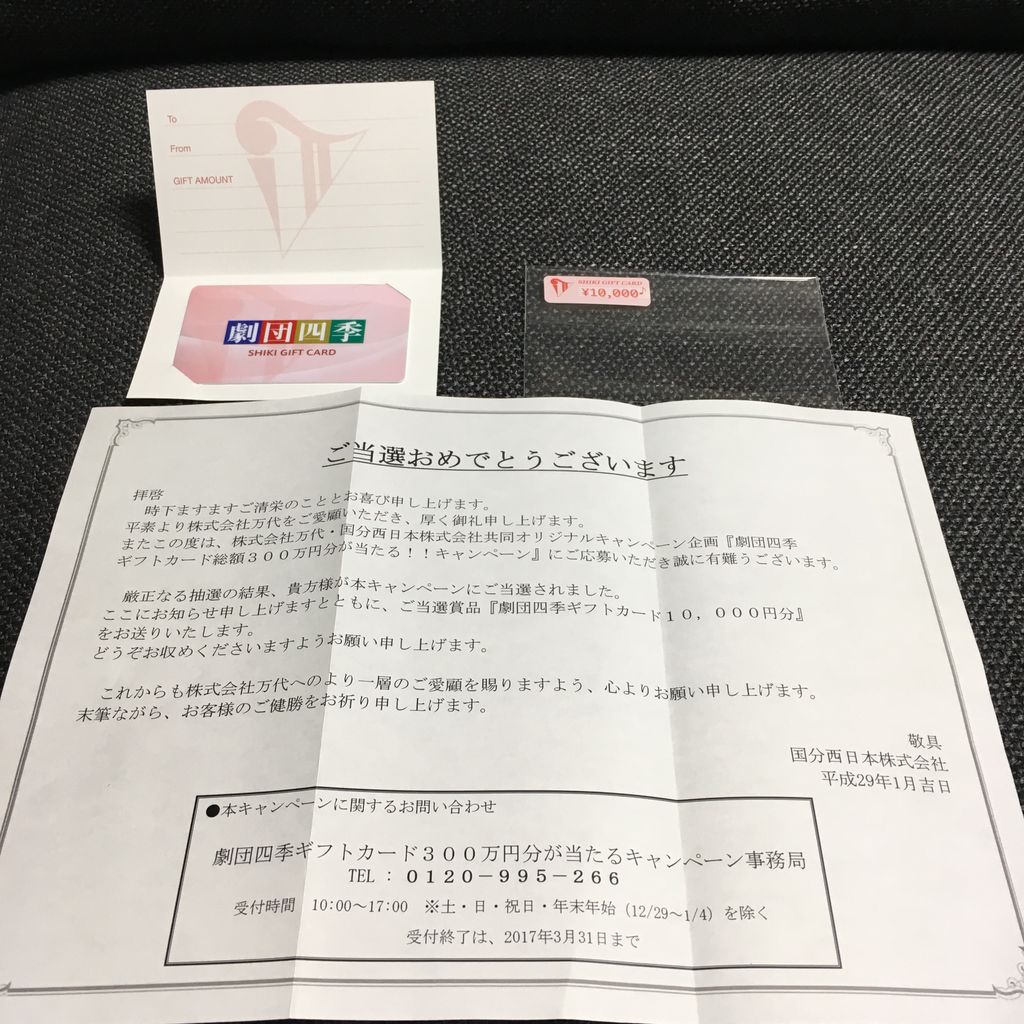 To
From
GIFT AMOUNT
劇団四季
SHIKI GIFT CARD
SHIKI GIFT CARD
¥10,000
ご当選おめでとうございます
拝啓
時下ますますご清栄のこととお喜び申し上げます。
平素より株式会社万代をご愛顧いただき、厚く御礼申し上げます。
またこの度は、株式会社万代・国分西日本株式会社共同オリジナルキャンペーン企画『劇団四季
ギフトカード総額300万円分が当たる!!キャンペーン』にご応募いただき誠に有難うございます。
厳正なる抽選の結果、貴方様が本キャンペーンにご当選されました。
ここにお知らせ申し上げますとともに、ご当選賞品『劇団四季ギフトカード10,000円分』
をお送りいたします。
どうぞお収めくださいますようお願い申し上げます。
これからも株式会社万代へのより一層のご愛顧を賜りますよう、心よりお願い申し上げます。
末筆ながら、お客様のご健勝をお祈り申し上げます。
敬具
国分西日本株式会社
平成29年1月吉日
●本キャンペーンに関するお問い合わせ
劇団四季ギフトカード300万円分が当たるキャンペーン事務局
TEL：0120－995－266
受付時間 10:00～17:00 ※土・日・祝日・年末年始（12/29～1/4）を除く
受付終了は、2017年3月31日まで